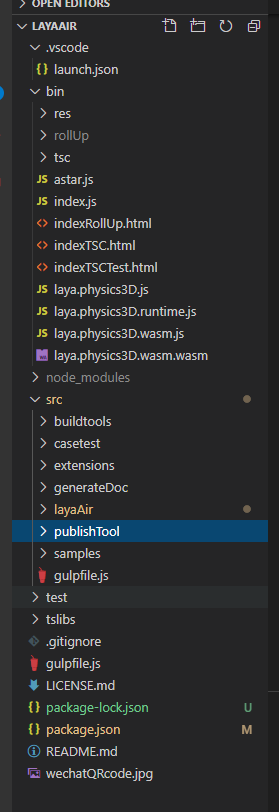 OPEN EDITORS
LAYAAIR
.vscode
{} launch.json
bin
res
rollUp
tsc
JS astar.js
JS index.js
<> indexRollUp.html
<> indexTSC.html
<> indexTSCTest.html
JS laya.physics3D.js
JS laya.physics3D.runtime.js
JS laya.physics3D.wasm.js
laya.physics3D.wasm.wasm
node_modules
src
buildtools
casetest
extensions
generateDoc
layaAir
publishTool
samples
gulpfile.js
test
tslibs
.gitignore
gulpfile.js
LICENSE.md
{} package-lock.json U
{} package.json M
README.md
wechatQRcode.jpg